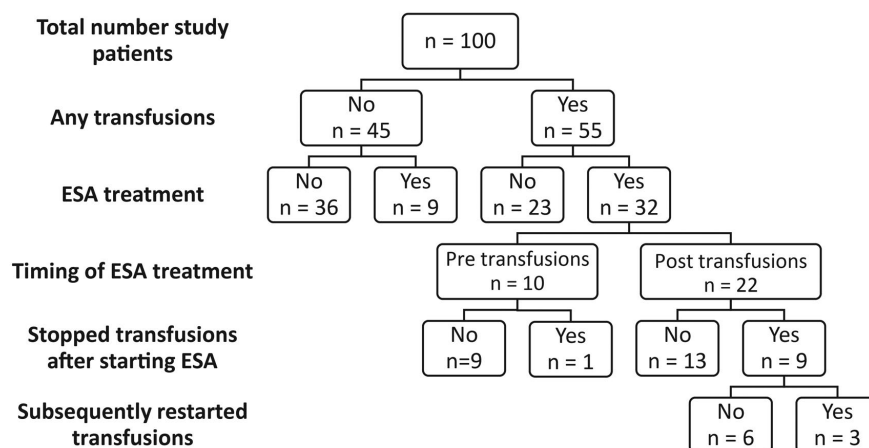 Total number study
patients
n = 100
Any transfusions
No
n = 45
Yes
n = 55
ESA treatment
No
n = 36
Yes
n = 9
No
n = 23
Yes
n = 32
Timing of ESA treatment
Pre transfusions
n = 10
Post transfusions
n = 22
Stopped transfusions
after starting ESA
No
n=9
Yes
n = 1
No
n = 13
Yes
n = 9
Subsequently restarted
transfusions
No
n = 6
Yes
n = 3